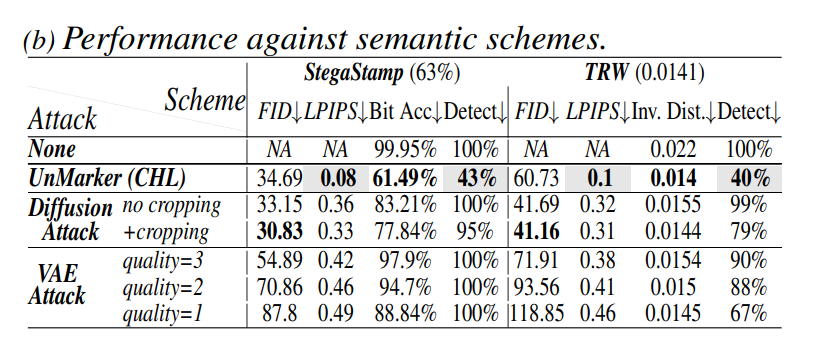 (b) Performance against semantic schemes.
StegaStamp (63%) TRW (0.0141)
Scheme
Attack FID↓ LPIPS↓ Bit Acc.↓ Detect↓ FID↓ LPIPS↓ Inv. Dist.↓ Detect↓
None NA NA 99.95% 100% NA NA 0.022 100%
UnMarker (CHL) 34.69 0.08 61.49% 43% 60.73 0.1 0.014 40%
Diffusion Attack no cropping 33.15 0.36 83.21% 100% 41.69 0.32 0.0155 99%
+cropping 30.83 0.33 77.84% 95% 41.16 0.31 0.0144 79%
VAE Attack quality=3 54.89 0.42 97.9% 100% 71.91 0.38 0.0154 90%
quality=2 70.86 0.46 94.7% 100% 93.56 0.41 0.015 88%
quality=1 87.8 0.49 88.84% 100% 118.85 0.46 0.0145 67%